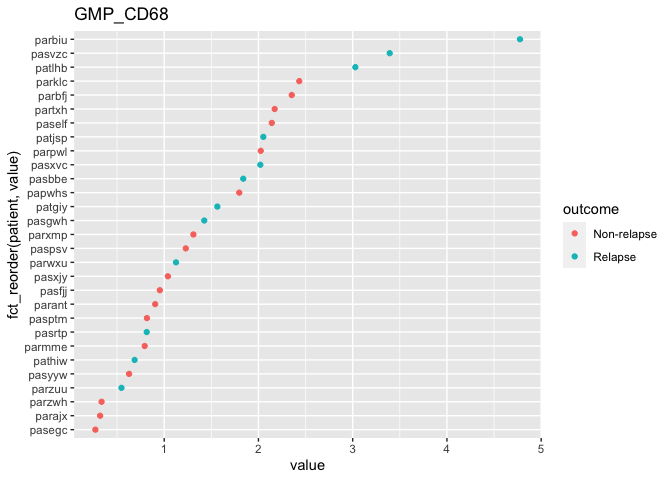 GMP_CD68
fct_reorder(patient, value)
parbiu
pasvzc
patlhb
parklc
parbfj
partxh
paself
patjsp
parpwl
pasxvc
pasbbe
papwhs
patgiy
pasgwh
parxmp
paspsv
parwxu
pasxjy
pasfjj
parant
pasptm
pasrtp
parmme
pathiw
pasyyw
parzuu
parzwh
parajx
pasegc
1 2 3 4 5
value
outcome
Non-relapse
Relapse